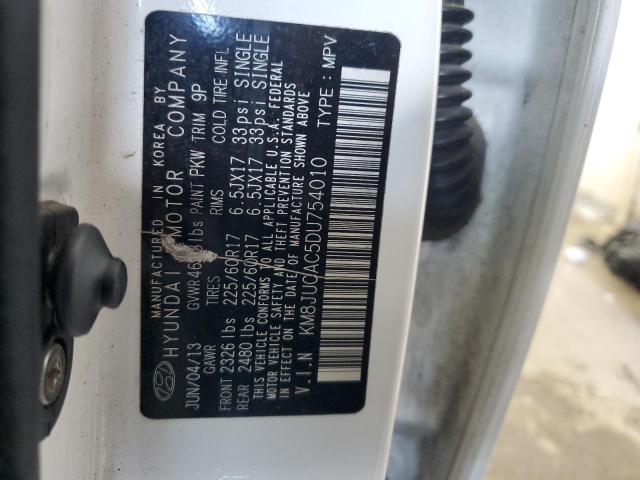 MANUFACTURED IN KOREA BY
HYUNDAI MOTOR COMPANY
JUN/04/13 GVWR lbs PAINT PKW TRIM 9P
GAWR TIRES RIMS COLD TIRE INFL
FRONT 2326 lbs 225/60R17 6.5JX17 33psi SINGLE
REAR 2480 lbs 225/60R17 6.5JX17 33psi SINGLE
THIS VEHICLE CONFORMS TO ALL APPLICABLE U.S.A. FEDERAL
MOTOR VEHICLE SAFETY AND THEFT PREVENTION STANDARDS
IN EFFECT ON THE DATE OF MANUFACTURE SHOWN ABOVE
V.I.N KM8JUCAC5DU754010 TYPE : MPV